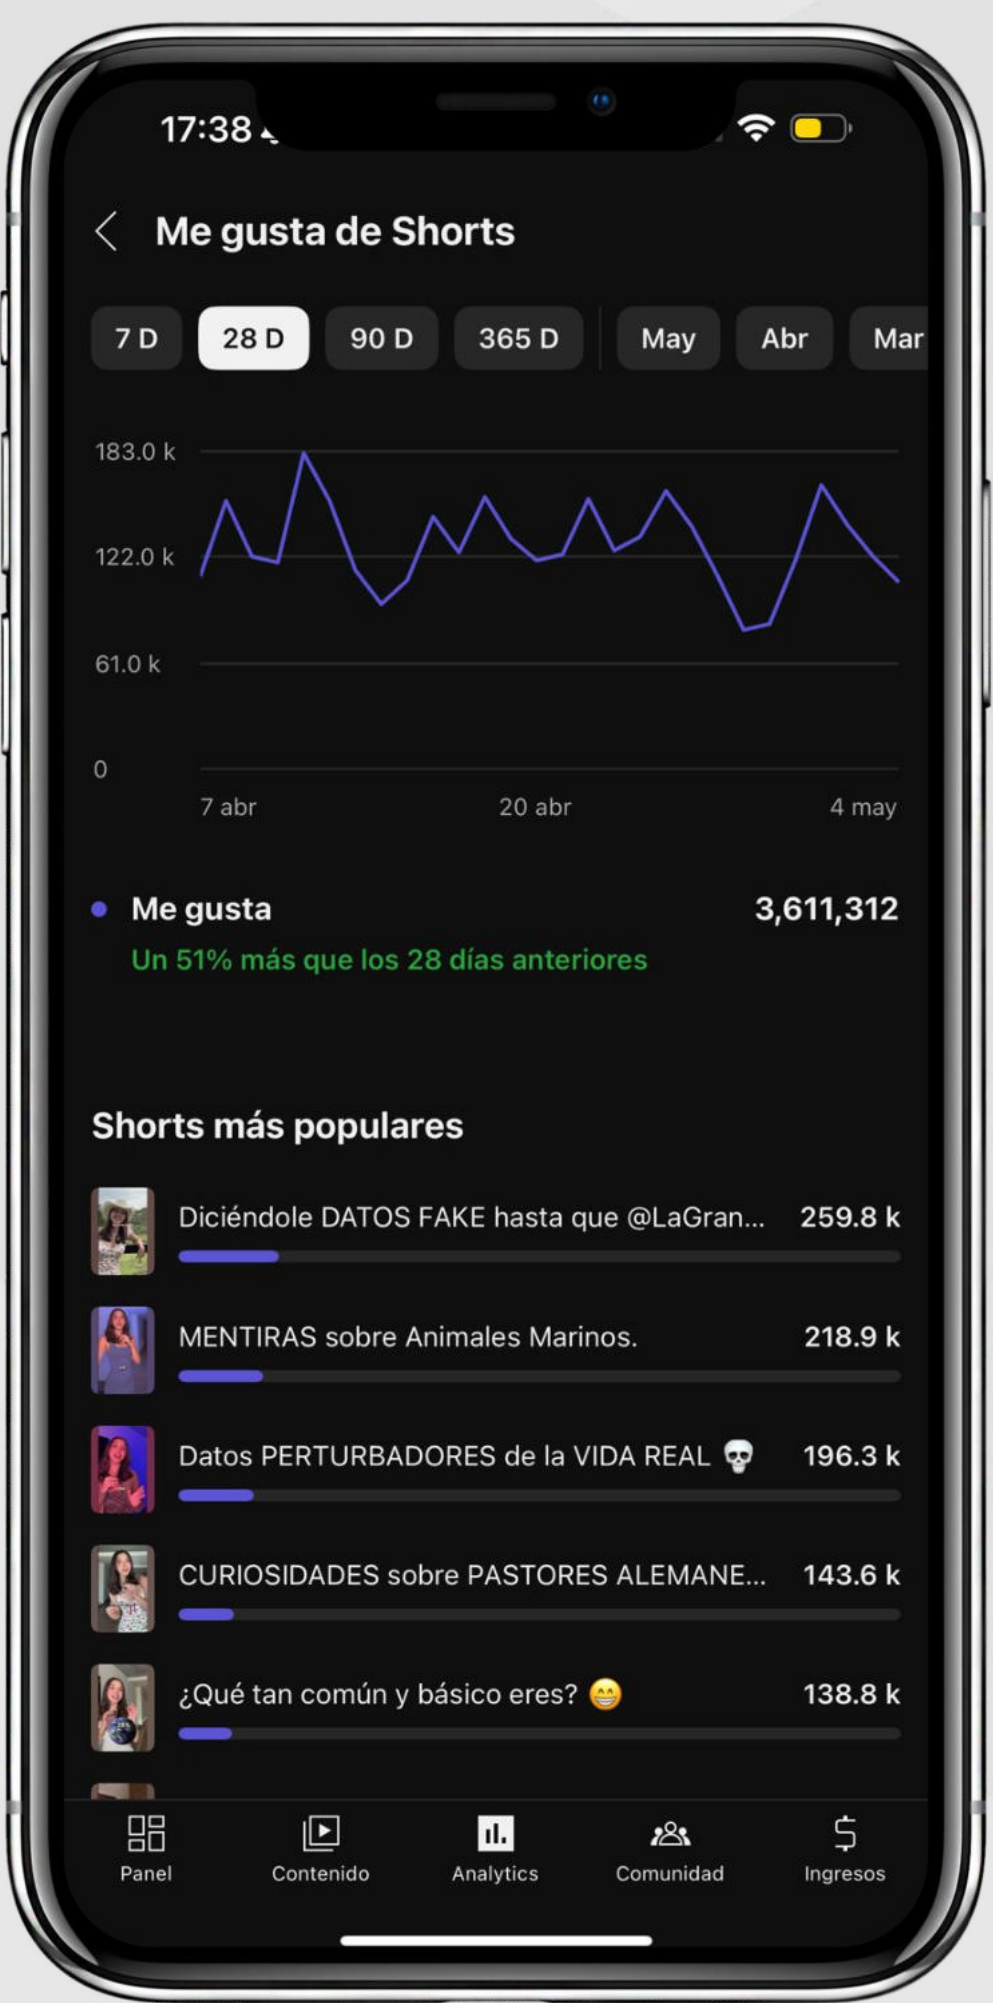 17:38
Me gusta de Shorts
7 D 28 D 90 D 365 D May Abr Mar
183.0 k
122.0 k
61.0 k
0
7 abr 20 abr 4 may
Me gusta 3,611,312
Un 51% más que los 28 días anteriores
Shorts más populares
Diciéndole DATOS FAKE hasta que @LaGran... 259.8 k
MENTIRAS sobre Animales Marinos. 218.9 k
Datos PERTURBADORES de la VIDA REAL 💀 196.3 k
CURIOSIDADES sobre PASTORES ALEMANE... 143.6 k
¿Qué tan común y básico eres? 😁 138.8 k
Panel Contenido Analytics Comunidad Ingresos